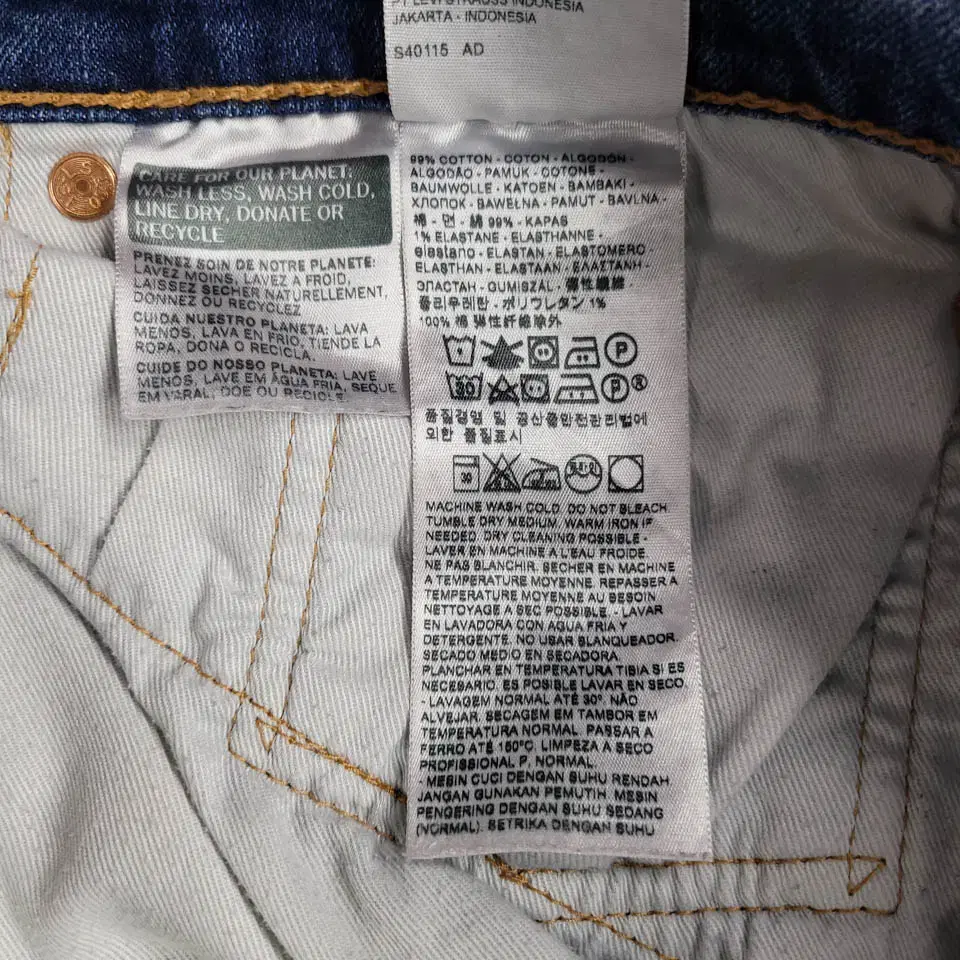 PT LEVI STRAUSS INDONESIA
JAKARTA - INDONESIA
S40115 AD
CARE FOR OUR PLANET:
WASH LESS, WASH COLD,
LINE DRY, DONATE OR
RECYCLE
PRENEZ SOIN DE NOTRE PLANETE:
LAVEZ MOINS, LAVEZ A FROID,
LAISSEZ SECHER NATURELLEMENT,
DONNEZ OU RECYCLEZ
CUIDA NUESTRO PLANETA: LAVA
MENOS, LAVA EN FRIO, TIENDE LA
ROPA, DONA O RECICLA.
CUIDE DO NOSSO PLANETA: LAVE
MENOS, LAVE EM ÁGUA FRIA, SEQUE
EM VARAL, DOE OU RECICLE
99% COTTON - COTON - ALGODÓN -
ALGODÃO - PAMUK - COTONE -
BAUMWOLLE - KATOEN - BAMBAKI -
ХЛОПОК - BAWEŁNA - PAMUT - BAVLNA -
棉 - 면 - 綿 99% - KAPAS
1% ELASTANE - ELASTHANNE -
elastano - ELASTAN - ELASTOMERO -
ELASTHAN - ELASTAAN - ΕΛΑΣΤΑΝΗ -
ЭЛАСТАН - GUMISZÁL - 彈性纖維 -
폴리우레탄 - ポリウレタン 1%
100% 棉 弹性纤维除外
P
30 P®
품질경영 및 공산품안전관리법에
의한 품질표시
30
MACHINE WASH COLD. DO NOT BLEACH.
TUMBLE DRY MEDIUM. WARM IRON IF
NEEDED. DRY CLEANING POSSIBLE -
LAVER EN MACHINE A L'EAU FROIDE.
NE PAS BLANCHIR. SECHER EN MACHINE
A TEMPERATURE MOYENNE. REPASSER A
TEMPERATURE MOYENNE AU BESOIN
NETTOYAGE A SEC POSSIBLE. - LAVAR
EN LAVADORA CON AGUA FRIA Y
DETERGENTE. NO USAR BLANQUEADOR.
SECADO MEDIO EN SECADORA
PLANCHAR EN TEMPERATURA TIBIA SI ES
NECESARIO. ES POSIBLE LAVAR EN SECO.
- LAVAGEM NORMAL ATÉ 30º. NÃO
ALVEJAR. SECAGEM EM TAMBOR EM
TEMPERATURA NORMAL. PASSAR A
FERRO ATÉ 150ºC. LIMPEZA A SECO
PROFISSIONAL P. NORMAL.
- MESIN CUCI DENGAN SUHU RENDAH
JANGAN GUNAKAN PEMUTIH. MESIN
PENGERING DENGAN SUHU SEDANG
(NORMAL). SETRIKA DENGAN SUHU